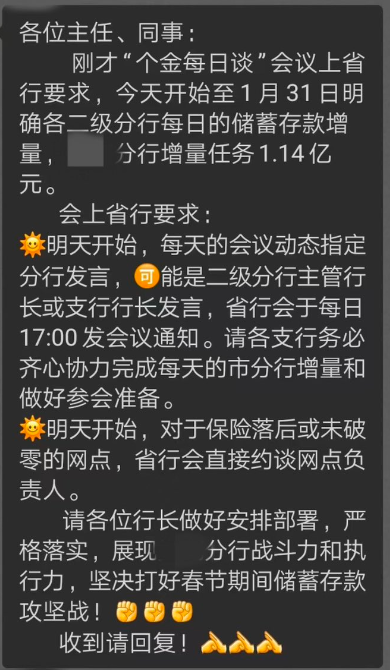 各位主任、同事：
刚才“个金每日谈”会议上省
行要求，今天开始至1月31日明
确各二级分行每日的储蓄存款增
量，分行增量任务1.14亿
元。
会上省行要求：
🌞明天开始，每天的会议动态指定
分行发言，🉑能是二级分行主管行
长或支行行长发言，省行会于每日
17:00发会议通知。请各支行务必
齐心协力完成每天的市分行增量和
做好参会准备。
🌞明天开始，对于保险落后或未破
零的网点，省行会直接约谈网点负
责人。
请各位行长做好安排部署，严
格落实，展现分行战斗力和执
行力，坚决打好春节期间储蓄存款
攻坚战！✊✊✊
收到请回复！💪💪💪